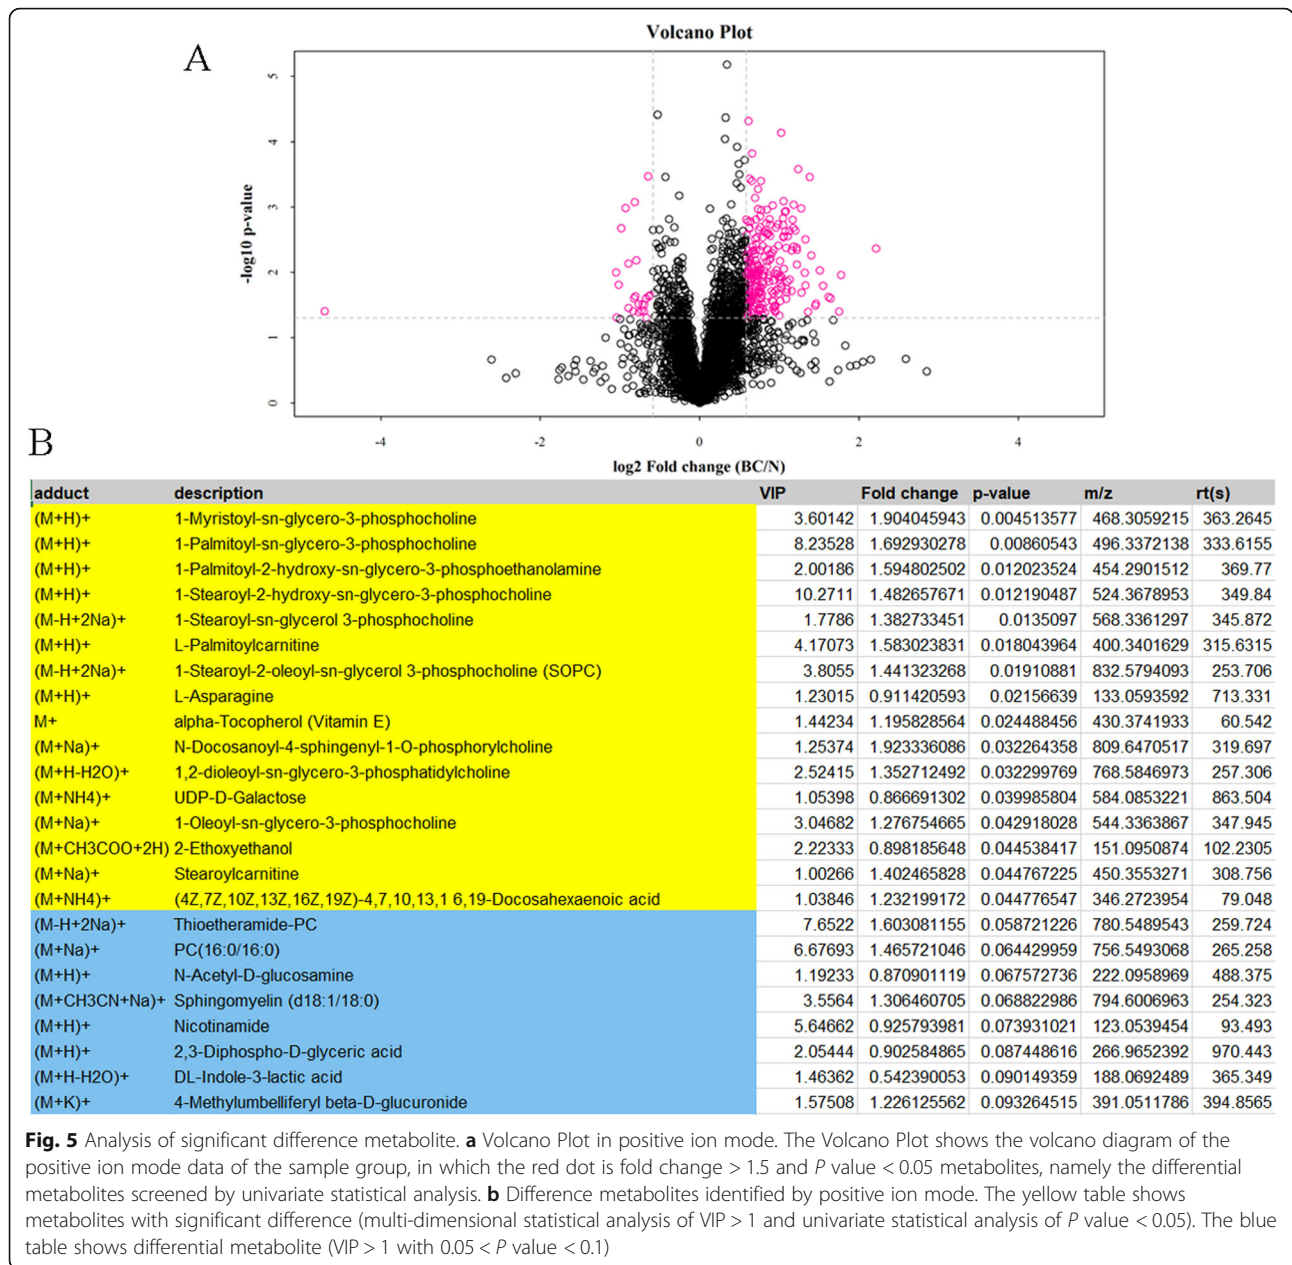 A
Volcano Plot
5
4
3
2
1
0
-log10 p-value
-4 -2 0 2 4
log2 Fold change (BC/N)
B
adduct description VIP Fold change p-value m/z rt(s)
(M+H)+ 1-Myristoyl-sn-glycero-3-phosphocholine 3.60142 1.904045943 0.004513577 468.3059215 363.2645
(M+H)+ 1-Palmitoyl-sn-glycero-3-phosphocholine 8.23528 1.692930278 0.00860543 496.3372138 333.6155
(M+H)+ 1-Palmitoyl-2-hydroxy-sn-glycero-3-phosphoethanolamine 2.00186 1.594802502 0.012023524 454.2901512 369.77
(M+H)+ 1-Stearoyl-2-hydroxy-sn-glycero-3-phosphocholine 10.2711 1.482657671 0.012190487 524.3678953 349.84
(M-H+2Na)+ 1-Stearoyl-sn-glycerol 3-phosphocholine 1.7786 1.382733451 0.0135097 568.3361297 345.872
(M+H)+ L-Palmitoylcarnitine 4.17073 1.583023831 0.018043964 400.3401629 315.6315
(M-H+2Na)+ 1-Stearoyl-2-oleoyl-sn-glycerol 3-phosphocholine (SOPC) 3.8055 1.441323268 0.01910881 832.5794093 253.706
(M+H)+ L-Asparagine 1.23015 0.911420593 0.02156639 133.0593592 713.331
M+ alpha-Tocopherol (Vitamin E) 1.44234 1.195828564 0.024488456 430.3741933 60.542
(M+Na)+ N-Docosanoyl-4-sphingenyl-1-O-phosphorylcholine 1.25374 1.923336086 0.032264358 809.6470517 319.697
(M+H-H2O)+ 1,2-dioleoyl-sn-glycero-3-phosphatidylcholine 2.52415 1.352712492 0.032299769 768.5846973 257.306
(M+NH4)+ UDP-D-Galactose 1.05398 0.866691302 0.039985804 584.0853221 863.504
(M+Na)+ 1-Oleoyl-sn-glycero-3-phosphocholine 3.04682 1.276754665 0.042918028 544.3363867 347.945
(M+CH3COO+2H) 2-Ethoxyethanol 2.22333 0.898185648 0.044538417 151.0950874 102.2305
(M+Na)+ Stearoylcarnitine 1.00266 1.402465828 0.044767225 450.3553271 308.756
(M+NH4)+ (4Z,7Z,10Z,13Z,16Z,19Z)-4,7,10,13,1 6,19-Docosahexaenoic acid 1.03846 1.232199172 0.044776547 346.2723954 79.048
(M-H+2Na)+ Thioetheramide-PC 7.6522 1.603081155 0.058721226 780.5489543 259.724
(M+Na)+ PC(16:0/16:0) 6.67693 1.465721046 0.064429959 756.5493068 265.258
(M+H)+ N-Acetyl-D-glucosamine 1.19233 0.870901119 0.067572736 222.0958969 488.375
(M+CH3CN+Na)+ Sphingomyelin (d18:1/18:0) 3.5564 1.306460705 0.068822986 794.6006963 254.323
(M+H)+ Nicotinamide 5.64662 0.925793981 0.073931021 123.0539454 93.493
(M+H)+ 2,3-Diphospho-D-glyceric acid 2.05444 0.902584865 0.087448616 266.9652392 970.443
(M+H-H2O)+ DL-Indole-3-lactic acid 1.46362 0.542390053 0.090149359 188.0692489 365.349
(M+K)+ 4-Methylumbelliferyl beta-D-glucuronide 1.57508 1.226125562 0.093264515 391.0511786 394.8565
Fig. 5 Analysis of significant difference metabolite. a Volcano Plot in positive ion mode. The Volcano Plot shows the volcano diagram of the
positive ion mode data of the sample group, in which the red dot is fold change > 1.5 and P value < 0.05 metabolites, namely the differential
metabolites screened by univariate statistical analysis. b Difference metabolites identified by positive ion mode. The yellow table shows
metabolites with significant difference (multi-dimensional statistical analysis of VIP > 1 and univariate statistical analysis of P value < 0.05). The blue
table shows differential metabolite (VIP > 1 with 0.05 < P value < 0.1)